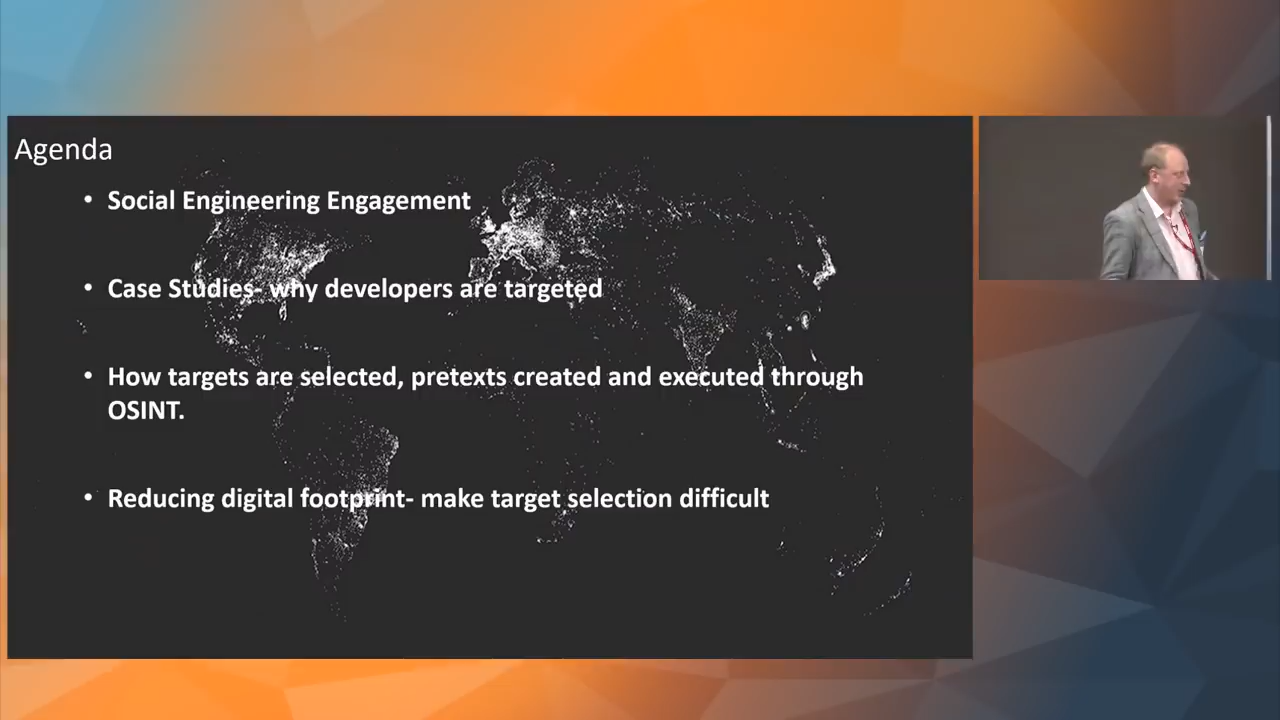 Agenda
• Social Engineering Engagement
• Case Studies- why developers are targeted
• How targets are selected, pretexts created and executed through
OSINT.
• Reducing digital footprint- make target selection difficult